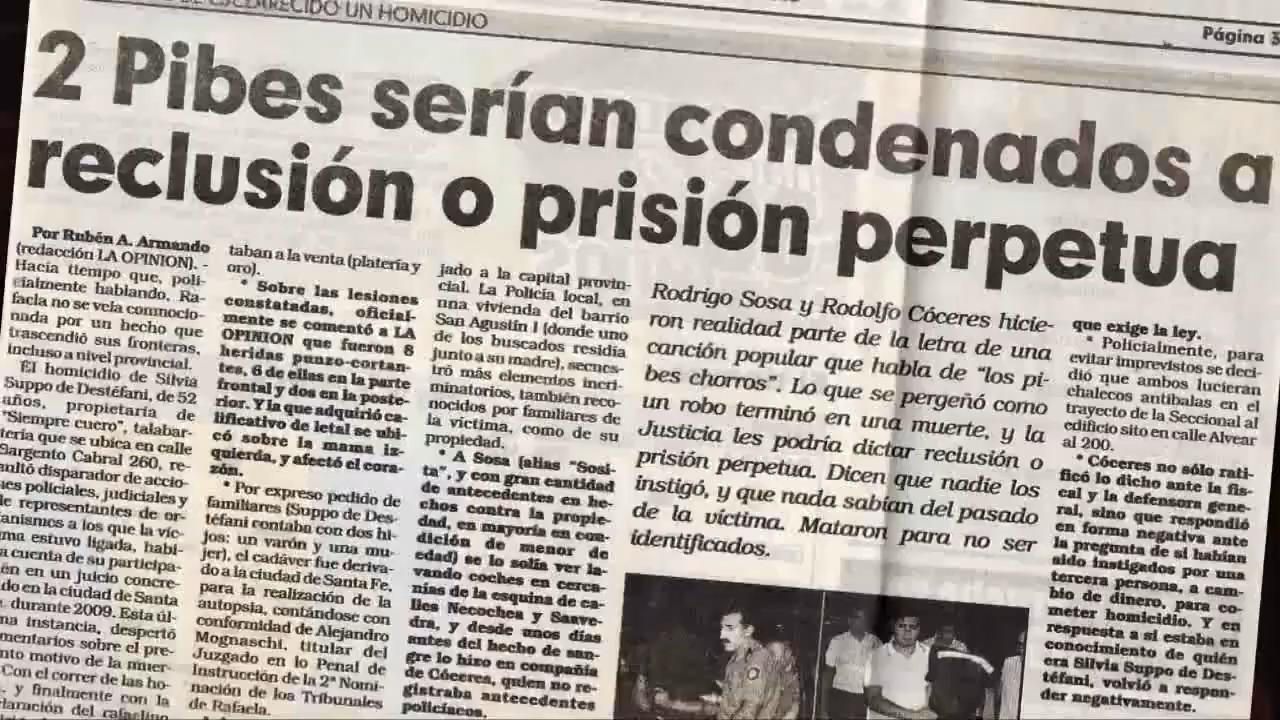 ESCLARECIDO UN HOMICIDIO
Página 3
2 Pibes serían condenados a
reclusión o prisión perpetua
Por Rubén A. Armando
(redacción LA OPINION). -
Hacía tiempo que, poli-
cialmente hablando, Ra-
faela no se veía conmocio-
nada por un hecho que
trascendió sus fronteras,
incluso a nivel provincial.
El homicidio de Silvia
Suppo de Destéfani, de 52
años, propietaria de
"Siempre cuero", talabar-
tería que se ubica en calle
Sargento Cabral 260, re-
sultó disparador de accio-
nes policiales, judiciales y
de representantes de or-
ganismos a los que la víc-
tima estuvo ligada, habi-
da cuenta de su participa-
en un juicio concre-
do en la ciudad de Santa
durante 2009. Esta úl-
ma instancia, despertó
mentarios sobre el pre-
nto motivo de la muer-
Con el correr de las ho-
y finalmente con la
del rafaelino
taban a la venta (platería y
oro).
* Sobre las lesiones
constatadas, oficial-
mente se comentó a LA
OPINION que fueron 8
heridas punzo-cortan-
tes, 6 de ellas en la parte
frontal y dos en la poste-
rior. Y la que adquirió ca-
lificativo de letal se ubi-
có sobre la mama iz-
quierda, y afectó el cora-
zón.
* Por expreso pedido de
familiares (Suppo de Des-
téfani contaba con dos hi-
jos: un varón y una mu-
jer), el cadáver fue deriva-
do a la ciudad de Santa Fe,
para la realización de la
autopsia, contándose con
conformidad de Alejandro
Mognaschi, titular del
Juzgado en lo Penal de
Instrucción de la 2ª Nomi-
nación de los Tribunales
de Rafaela.
jado a la capital provin-
cial. La Policía local, en
una vivienda del barrio
San Agustín I (donde uno
de los buscados residía
junto a su madre), secues-
tró más elementos incri-
minatorios, también reco-
nocidos por familiares de
la víctima, como de su
propiedad.
* A Sosa (alias "Sosi-
ta", y con gran cantidad
de antecedentes en he-
chos contra la propie-
dad, en mayoría en con-
dición de menor de
edad) se lo solía ver la-
vando coches en cerca-
nías de la esquina de ca-
lles Necochea y Saave-
dra, y desde unos días
antes del hecho de san-
gre lo hizo en compañía
de Cóceres, quien no re-
gistraba antecedentes
policíacos.
Rodrigo Sosa y Rodolfo Cóceres hicie-
ron realidad parte de la letra de una
canción popular que habla de "los pi-
bes chorros". Lo que se pergeñó como
un robo terminó en una muerte, y la
Justicia les podría dictar reclusión o
prisión perpetua. Dicen que nadie los
instigó, y que nada sabían del pasado
de la víctima. Mataron para no ser
identificados.
que exige la ley.
* Policialmente, para
evitar imprevistos se deci-
dió que ambos lucieran
chalecos antibalas en el
trayecto de la Seccional al
edificio sito en calle Alvear
al 200.
* Cóceres no sólo rati-
ficó lo dicho ante la fis-
cal y la defensora gene-
ral, sino que respondió
en forma negativa ante
la pregunta de si habían
sido instigados por una
tercera persona, a cam-
bio de dinero, para co-
meter homicidio. Y en
respuesta a si estaba en
conocimiento de quién
era Silvia Suppo de Des-
téfani, volvió a respon-
der negativamente.